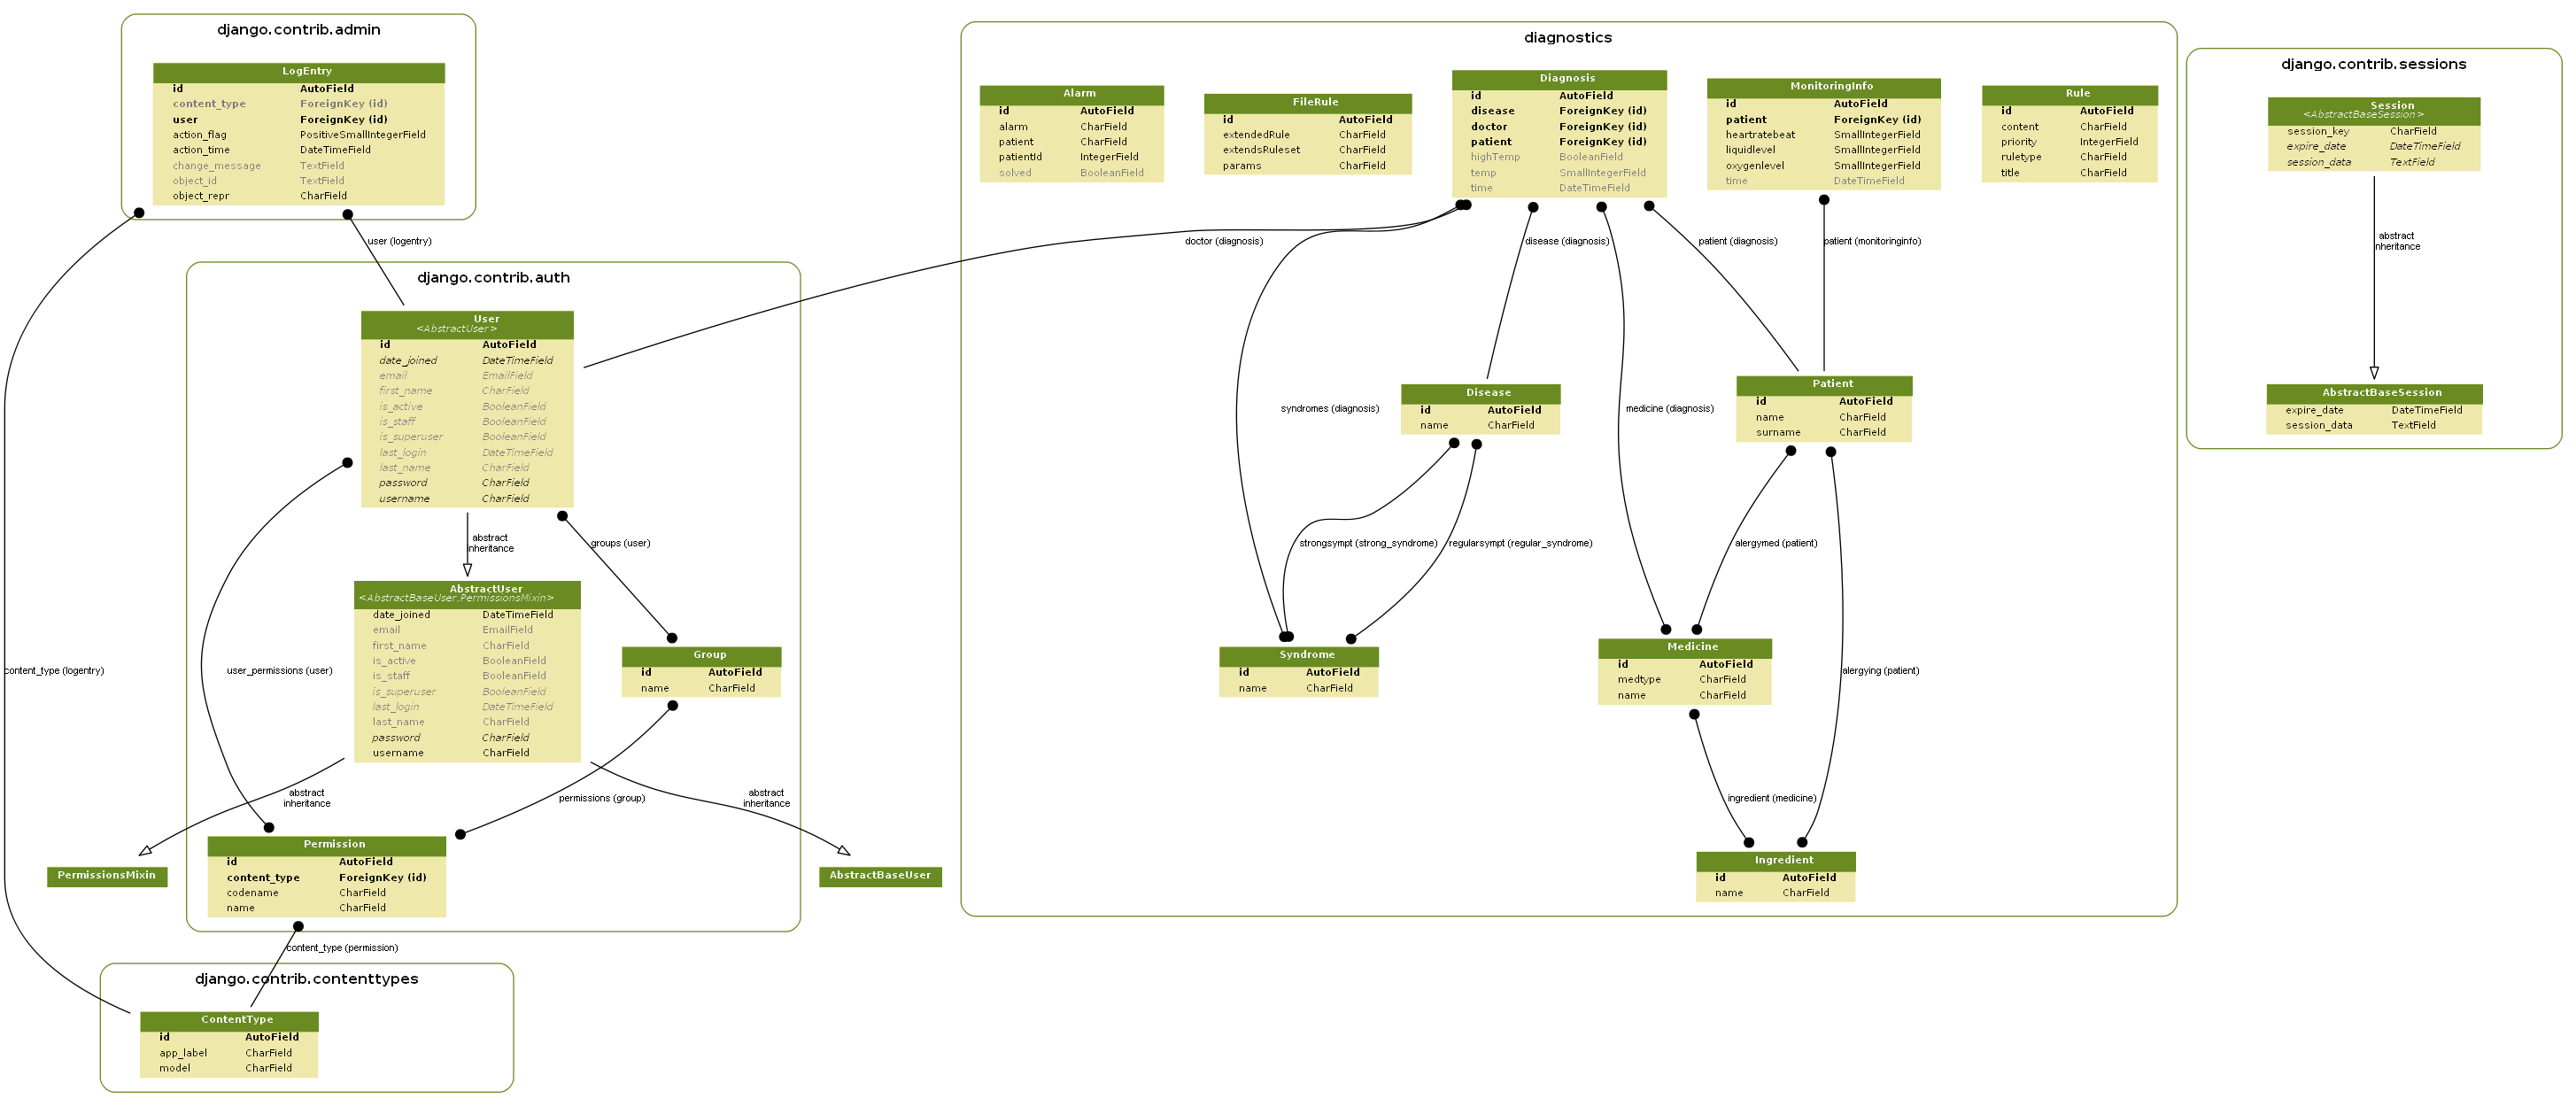 django.contrib.admin
LogEntry
id AutoField
content_type ForeignKey (id)
user ForeignKey (id)
action_flag PositiveSmallIntegerField
action_time DateTimeField
change_message TextField
object_id TextField
object_repr CharField
user (logentry)
content_type (logentry)
django.contrib.auth
User
<AbstractUser>
id AutoField
date_joined DateTimeField
email EmailField
first_name CharField
is_active BooleanField
is_staff BooleanField
is_superuser BooleanField
last_login DateTimeField
last_name CharField
password CharField
username CharField
abstract
inheritance
groups (user)
user_permissions (user)
AbstractUser
<AbstractBaseUser,PermissionsMixin>
date_joined DateTimeField
email EmailField
first_name CharField
is_active BooleanField
is_staff BooleanField
is_superuser BooleanField
last_login DateTimeField
last_name CharField
password CharField
username CharField
Group
id AutoField
name CharField
abstract
inheritance
permissions (group)
abstract
inheritance
PermissionsMixin
Permission
id AutoField
content_type ForeignKey (id)
codename CharField
name CharField
AbstractBaseUser
content_type (permission)
django.contrib.contenttypes
ContentType
id AutoField
app_label CharField
model CharField
diagnostics
Alarm
id AutoField
alarm CharField
patient CharField
patientId IntegerField
solved BooleanField
FileRule
id AutoField
extendedRule CharField
extendsRuleset CharField
params CharField
Diagnosis
id AutoField
disease ForeignKey (id)
doctor ForeignKey (id)
patient ForeignKey (id)
highTemp BooleanField
temp SmallIntegerField
time DateTimeField
MonitoringInfo
id AutoField
patient ForeignKey (id)
heartratebeat SmallIntegerField
liquidlevel SmallIntegerField
oxygenlevel SmallIntegerField
time DateTimeField
Rule
id AutoField
content CharField
priority IntegerField
ruletype CharField
title CharField
doctor (diagnosis)
disease (diagnosis)
patient (diagnosis)
patient (monitoringinfo)
syndromes (diagnosis)
Disease
id AutoField
name CharField
medicine (diagnosis)
Patient
id AutoField
name CharField
surname CharField
strongsympt (strong_syndrome)
regularsympt (regular_syndrome)
alergymed (patient)
Syndrome
id AutoField
name CharField
Medicine
id AutoField
medtype CharField
name CharField
alergying (patient)
ingredient (medicine)
Ingredient
id AutoField
name CharField
django.contrib.sessions
Session
<AbstractBaseSession>
session_key CharField
expire_date DateTimeField
session_data TextField
abstract
inheritance
AbstractBaseSession
expire_date DateTimeField
session_data TextField